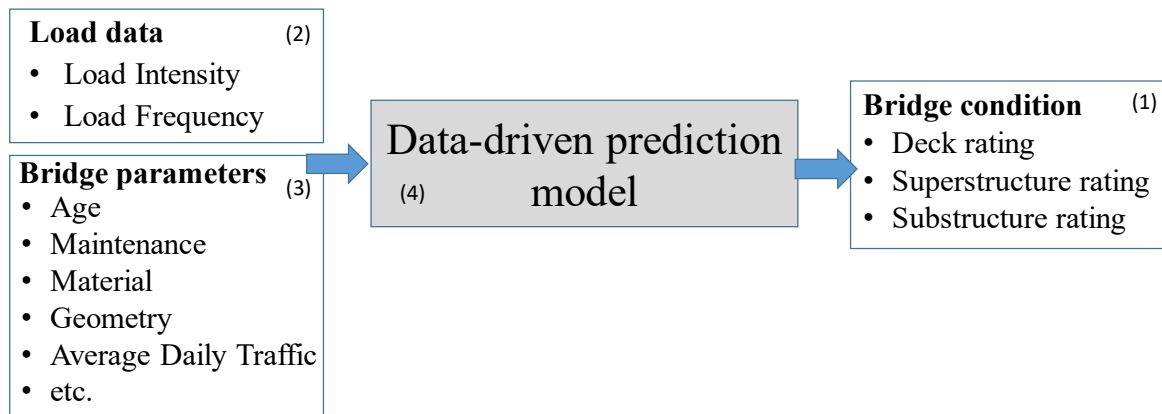 Load data (2)
• Load Intensity
• Load Frequency
Bridge parameters (3)
• Age
• Maintenance
• Material
• Geometry
• Average Daily Traffic
• etc.
Data-driven prediction
(4) model
Bridge condition (1)
• Deck rating
• Superstructure rating
• Substructure rating